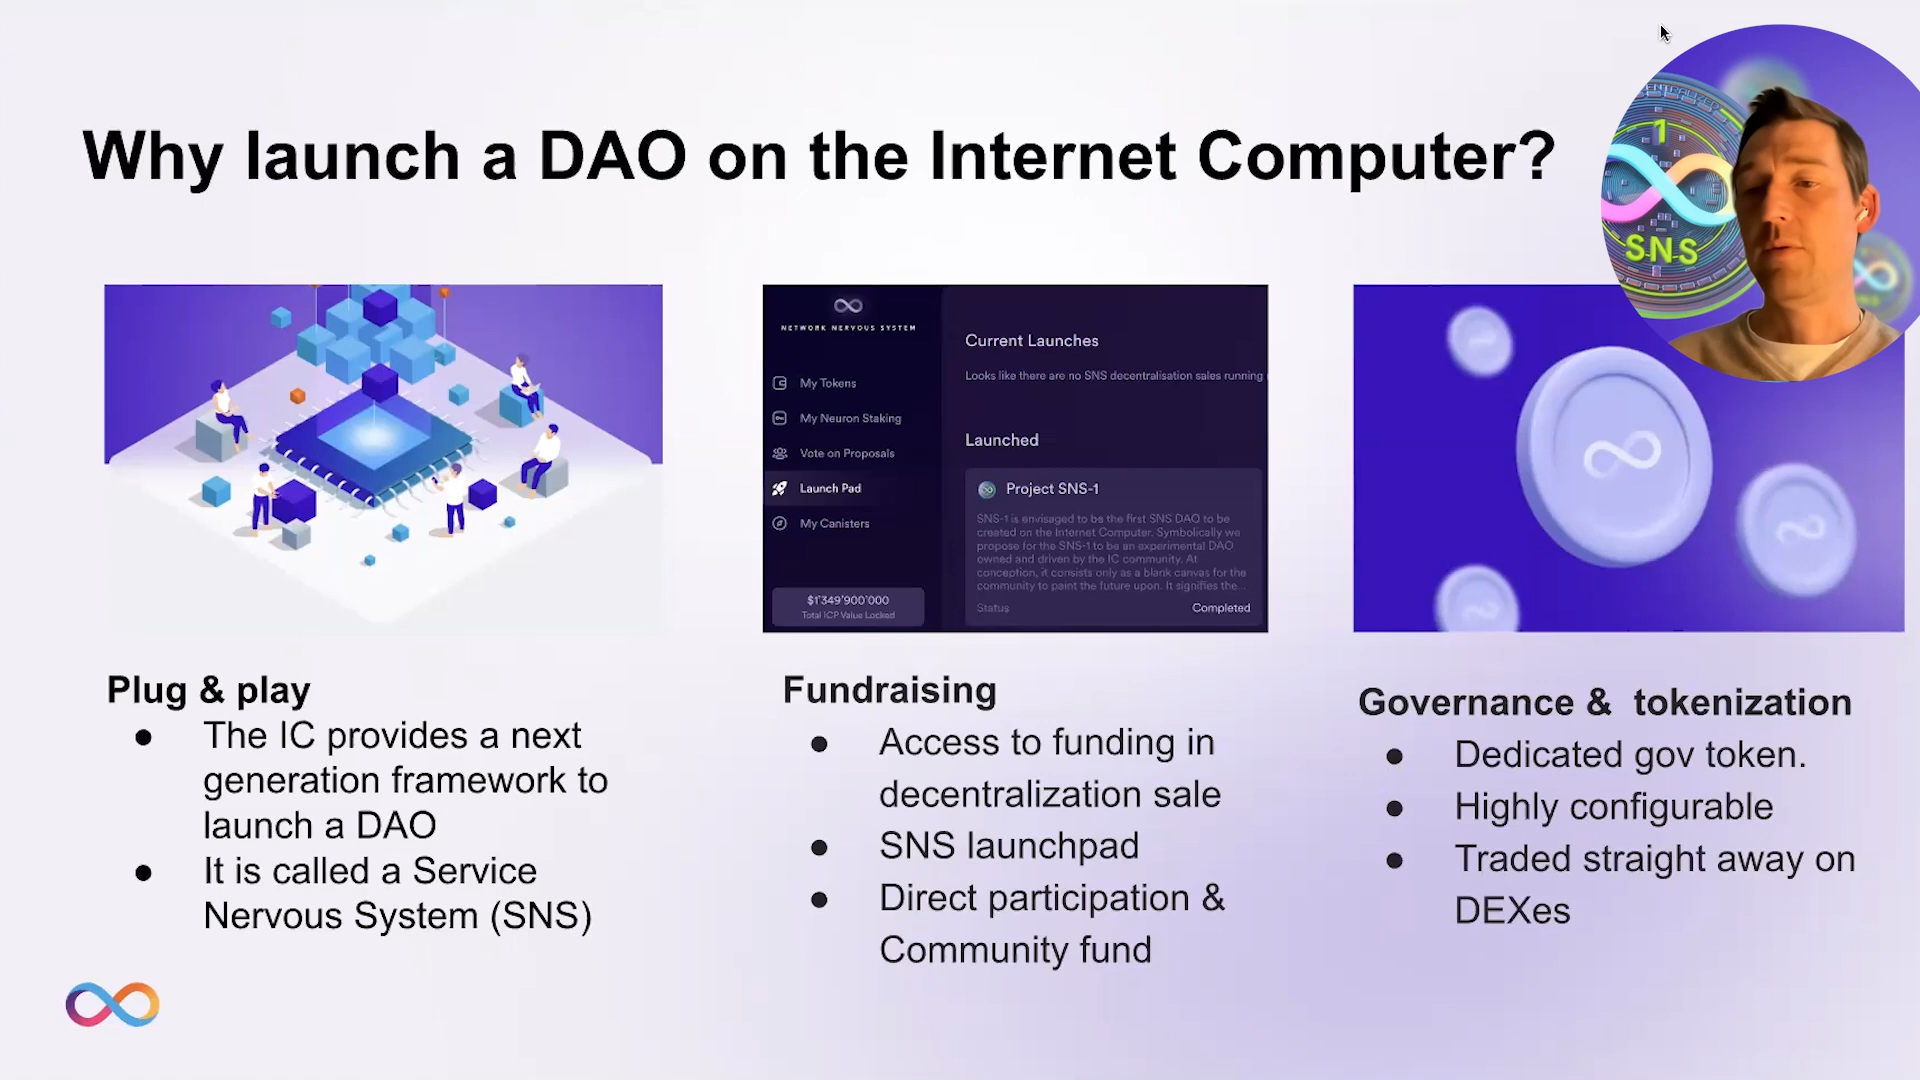 Why launch a DAO on the Internet Computer?
1
SNS
NETWORK NERVOUS SYSTEM
My Tokens
My Neuron Staking
Vote on Proposals
Launch Pad
My Canisters
$1'349'900'000
Total ICP Value Locked
Current Launches
Looks like there are no SNS decentralisation sales running
Launched
Project SNS-1
SNS-1 is envisaged to be the first SNS DAO to be
created on the Internet Computer. Symbolically we
propose for the SNS-1 to be an experimental DAO
owned and driven by the IC community. At
conception, it consists only as a blank canvas for the
community to paint the future upon. It signifies the...
Status
Completed
Plug & play
● The IC provides a next
generation framework to
launch a DAO
● It is called a Service
Nervous System (SNS)
Fundraising
● Access to funding in
decentralization sale
● SNS launchpad
● Direct participation &
Community fund
Governance &  tokenization
● Dedicated gov token.
● Highly configurable
● Traded straight away on
DEXes